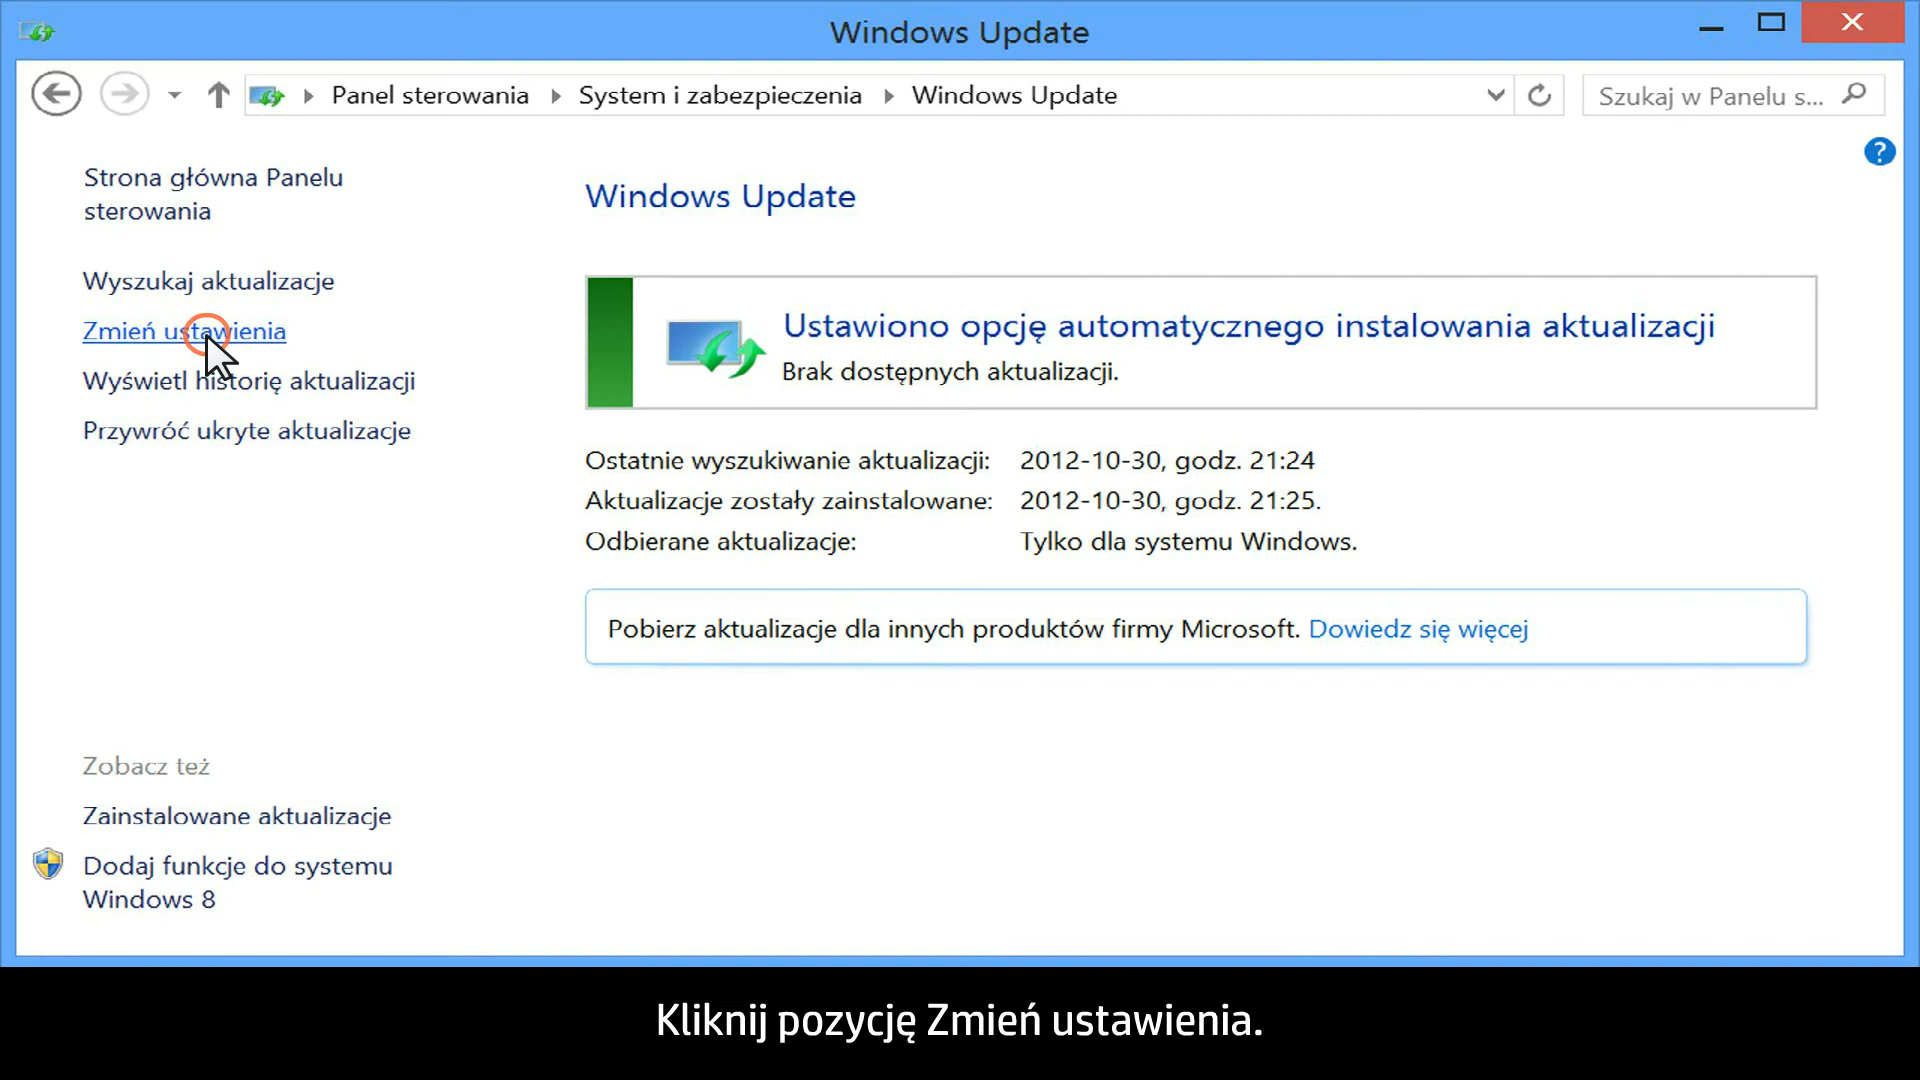 Windows Update
Panel sterowania System i zabezpieczenia Windows Update
Szukaj w Panelu s...
?
Strona główna Panelu
sterowania
Wyszukaj aktualizacje
Zmień ustawienia
Wyświetl historię aktualizacji
Przywróć ukryte aktualizacje
Windows Update
Ustawiono opcję automatycznego instalowania aktualizacji
Brak dostępnych aktualizacji.
Ostatnie wyszukiwanie aktualizacji: 2012-10-30, godz. 21:24
Aktualizacje zostały zainstalowane: 2012-10-30, godz. 21:25.
Odbierane aktualizacje: Tylko dla systemu Windows.
Pobierz aktualizacje dla innych produktów firmy Microsoft. Dowiedz się więcej
Zobacz też
Zainstalowane aktualizacje
Dodaj funkcje do systemu
Windows 8
Kliknij pozycję Zmień ustawienia.